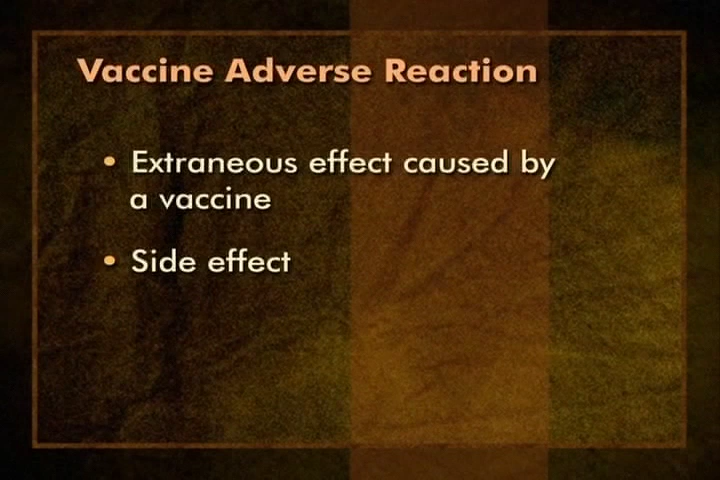 Vaccine Adverse Reaction
• Extraneous effect caused by
a vaccine
• Side effect